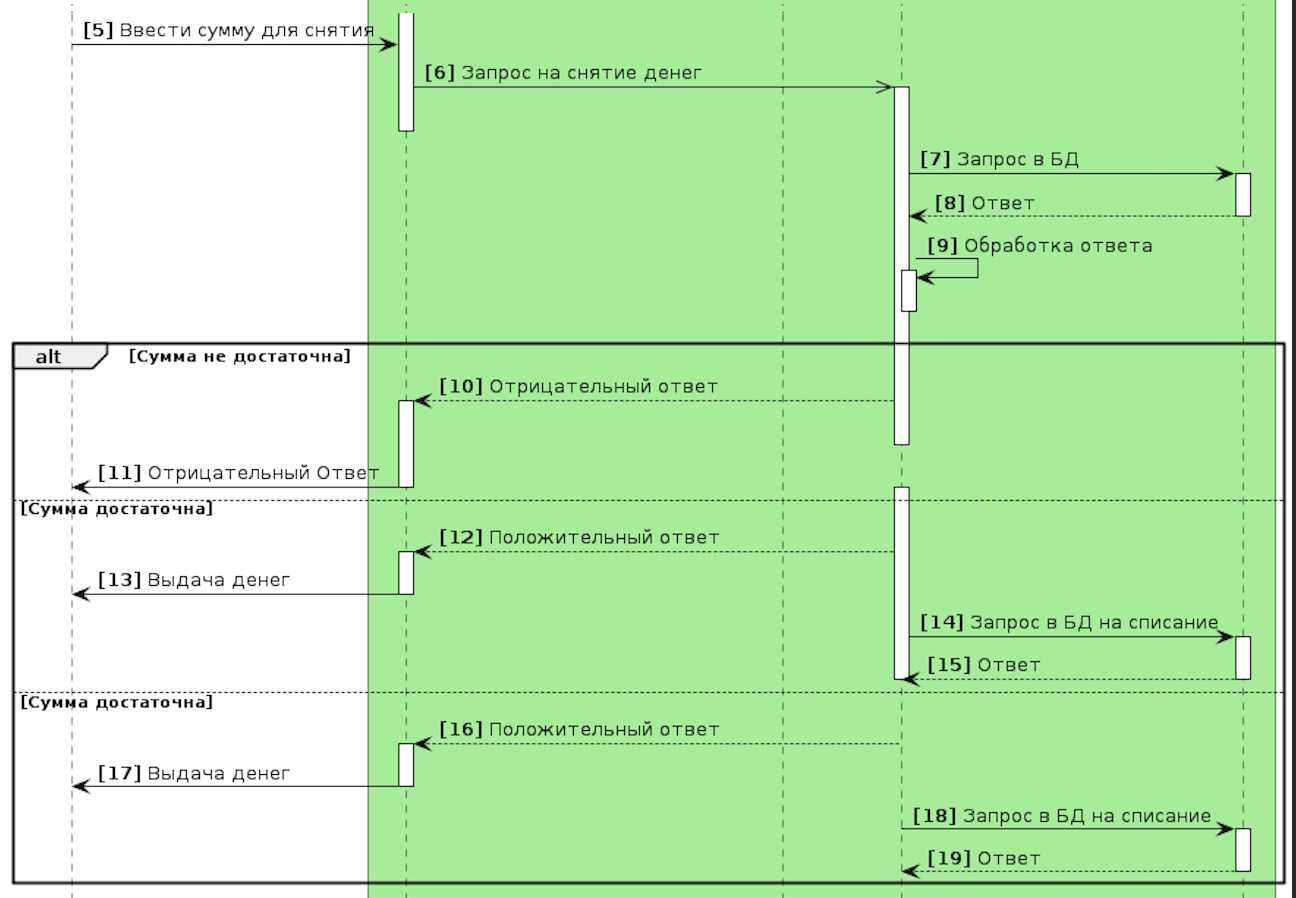 [5] Ввести сумму для снятия
[6] Запрос на снятие денег
[7] Запрос в БД
[8] Ответ
[9] Обработка ответа
alt [Сумма не достаточна]
[10] Отрицательный ответ
[11] Отрицательный Ответ
[Сумма достаточна]
[12] Положительный ответ
[13] Выдача денег
[14] Запрос в БД на списание
[15] Ответ
[Сумма достаточна]
[16] Положительный ответ
[17] Выдача денег
[18] Запрос в БД на списание
[19] Ответ